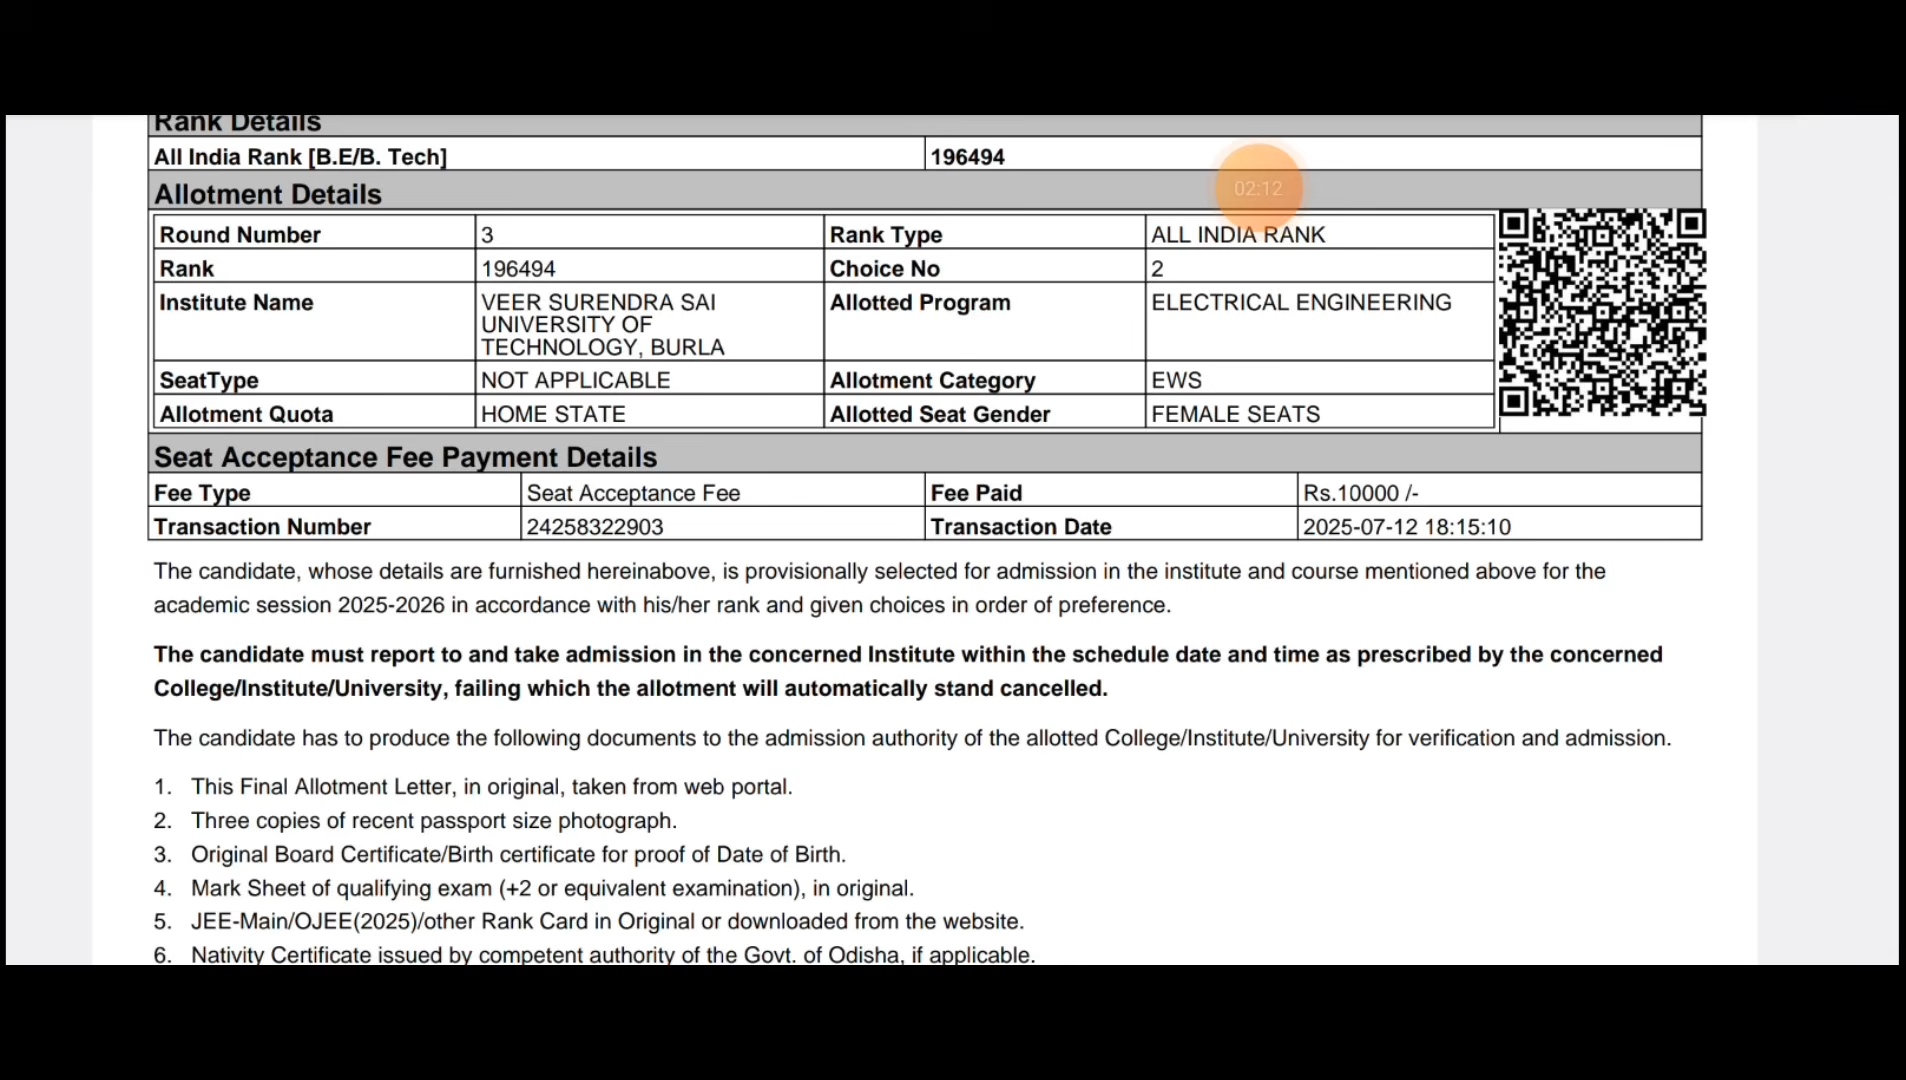 Rank Details
All India Rank [B.E/B. Tech] 196494
02:12
Allotment Details
Round Number 3 Rank Type ALL INDIA RANK
Rank 196494 Choice No 2
Institute Name VEER SURENDRA SAI Allotted Program ELECTRICAL ENGINEERING
UNIVERSITY OF
TECHNOLOGY, BURLA
SeatType NOT APPLICABLE Allotment Category EWS
Allotment Quota HOME STATE Allotted Seat Gender FEMALE SEATS
Seat Acceptance Fee Payment Details
Fee Type Seat Acceptance Fee Fee Paid Rs.10000 /-
Transaction Number 24258322903 Transaction Date 2025-07-12 18:15:10
The candidate, whose details are furnished hereinabove, is provisionally selected for admission in the institute and course mentioned above for the
academic session 2025-2026 in accordance with his/her rank and given choices in order of preference.
The candidate must report to and take admission in the concerned Institute within the schedule date and time as prescribed by the concerned
College/Institute/University, failing which the allotment will automatically stand cancelled.
The candidate has to produce the following documents to the admission authority of the allotted College/Institute/University for verification and admission.
1. This Final Allotment Letter, in original, taken from web portal.
2. Three copies of recent passport size photograph.
3. Original Board Certificate/Birth certificate for proof of Date of Birth.
4. Mark Sheet of qualifying exam (+2 or equivalent examination), in original.
5. JEE-Main/OJEE(2025)/other Rank Card in Original or downloaded from the website.
6. Nativity Certificate issued by competent authority of the Govt. of Odisha, if applicable.